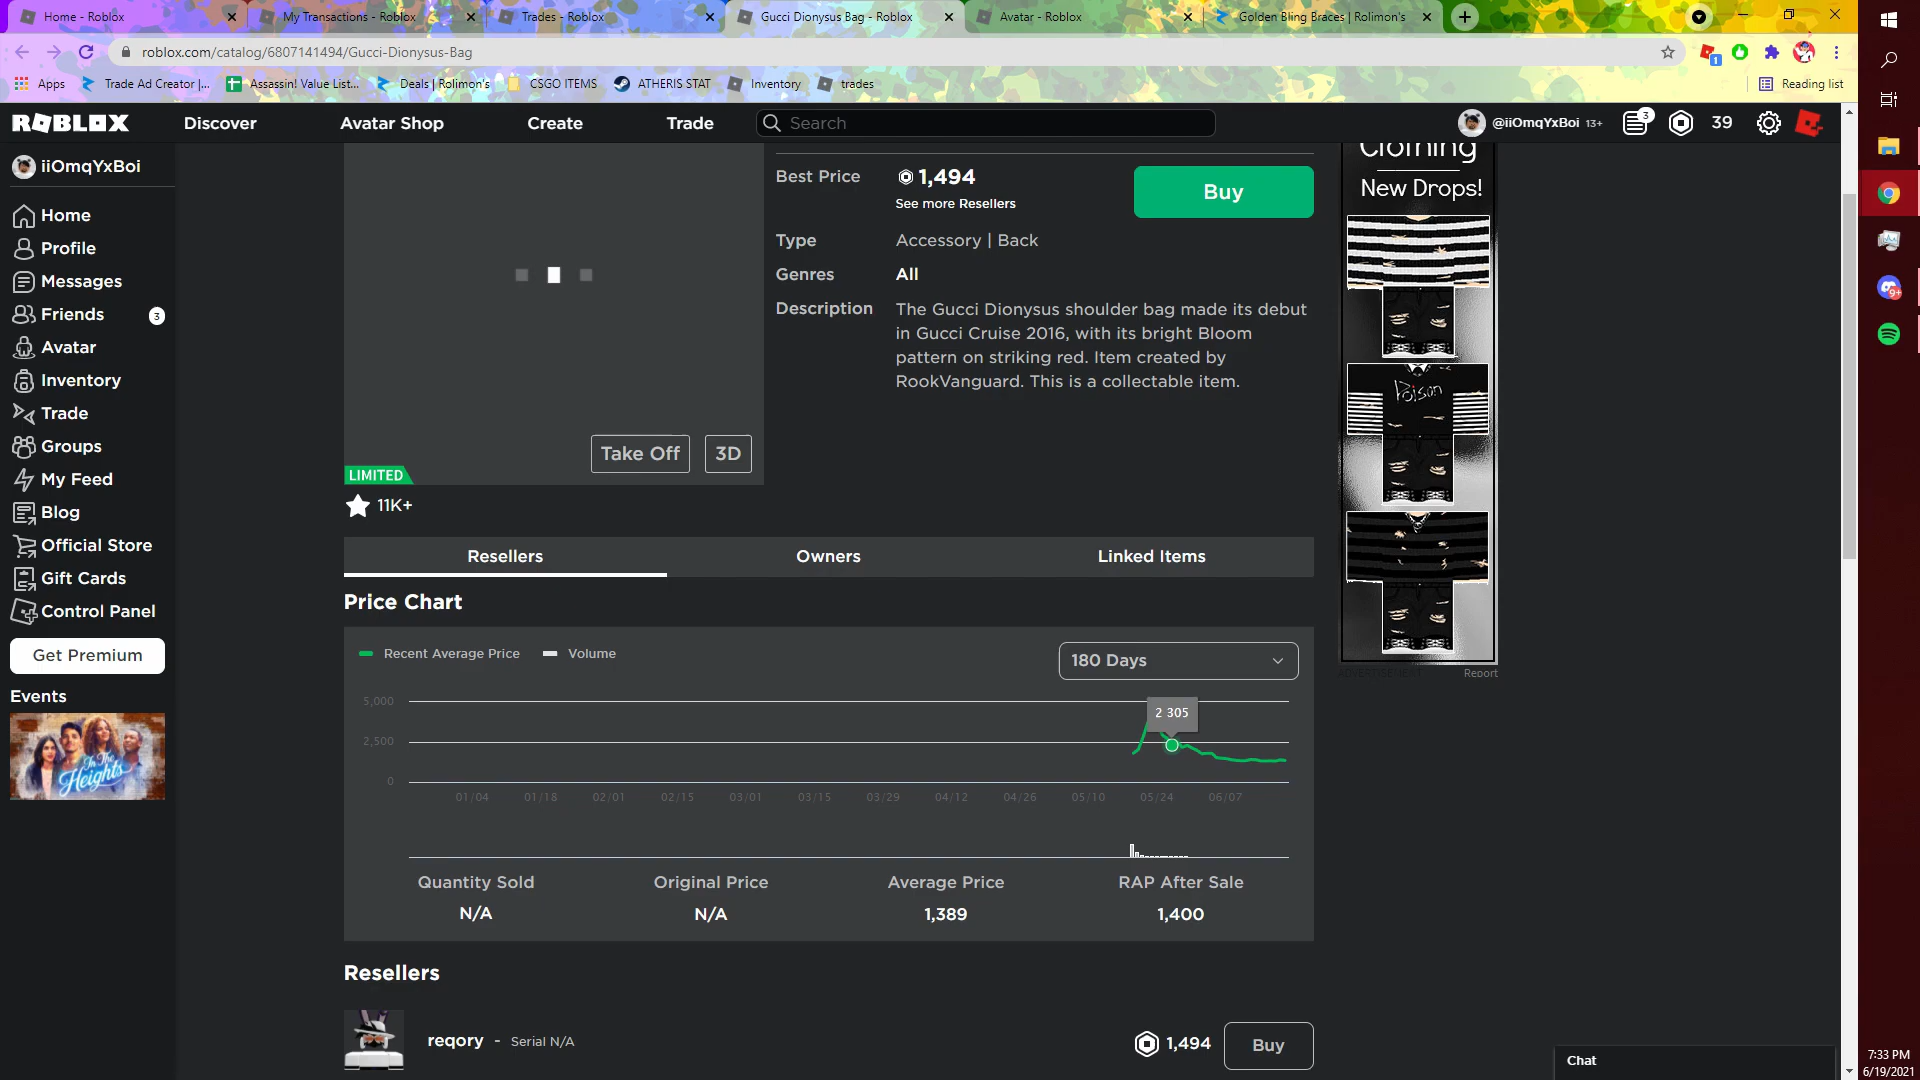 Home - Roblox
My Transactions - Roblox
Trades - Roblox
Gucci Dionysus Bag - Roblox
Avatar - Roblox
Golden Bling Braces | Rolimon's
roblox.com/catalog/6807141494/Gucci-Dionysus-Bag
1
Apps
Trade Ad Creator |...
Assassin! Value List...
Deals | Rolimon's
CSGO ITEMS
ATHERIS STAT
Inventory
trades
Reading list
ROBLOX
Discover
Avatar Shop
Create
Trade
Search
@iiOmqYxBoi 13+
3
39
iiOmqYxBoi
Home
Profile
Messages
Friends
3
Avatar
Inventory
Trade
Groups
My Feed
Blog
Official Store
Gift Cards
Control Panel
Get Premium
Events
In The Heights
Best Price
1,494
See more Resellers
Buy
Type
Accessory | Back
Genres
All
Description
The Gucci Dionysus shoulder bag made its debut
in Gucci Cruise 2016, with its bright Bloom
pattern on striking red. Item created by
RookVanguard. This is a collectable item.
Take Off
3D
LIMITED
11K+
Resellers
Owners
Linked Items
Price Chart
Recent Average Price
Volume
180 Days
5,000
2,500
0
2 305
01/04
01/18
02/01
02/15
03/01
03/15
03/29
04/12
04/26
05/10
05/24
06/07
Quantity Sold
N/A
Original Price
N/A
Average Price
1,389
RAP After Sale
1,400
Resellers
reqory - Serial N/A
1,494
Buy
Clothing
New Drops!
Poison
ADVERTISEMENT
Report
Chat
9+
7:33 PM
6/19/2021